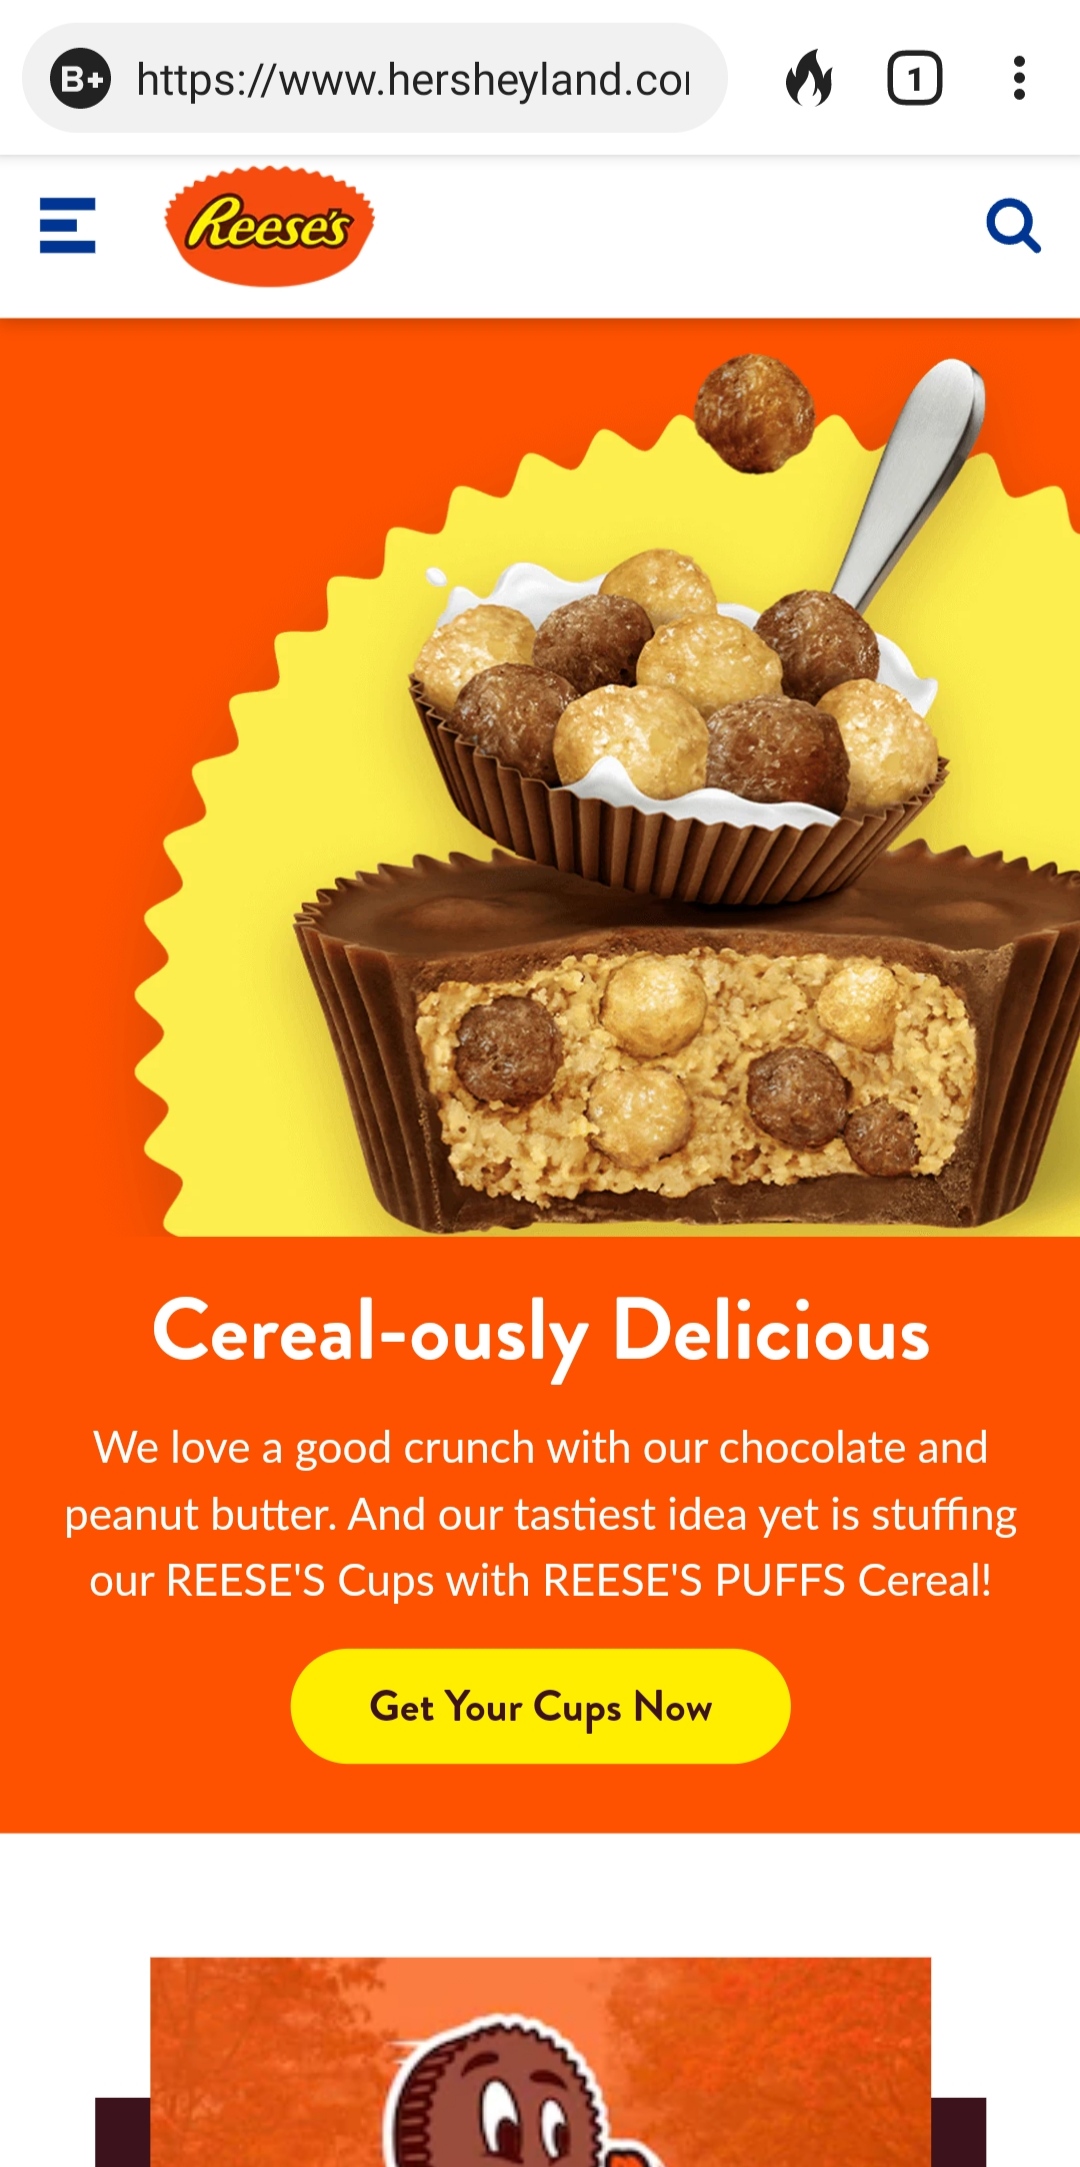 B+ https://www.hersheyland.co
1
Reese's
Cereal-ously Delicious
We love a good crunch with our chocolate and
peanut butter. And our tastiest idea yet is stuffing
our REESE'S Cups with REESE'S PUFFS Cereal!
Get Your Cups Now